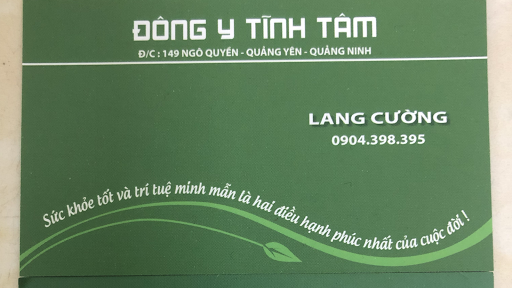 ĐÔNG Y TĨNH TÂM
Đ/C : 149 NGÔ QUYỀN - QUẢNG YÊN - QUẢNG NINH
LANG CƯỜNG
0904.398.395
Sức khỏe tốt và trí tuệ minh mẫn là hai điều hạnh phúc nhất của cuộc đời !